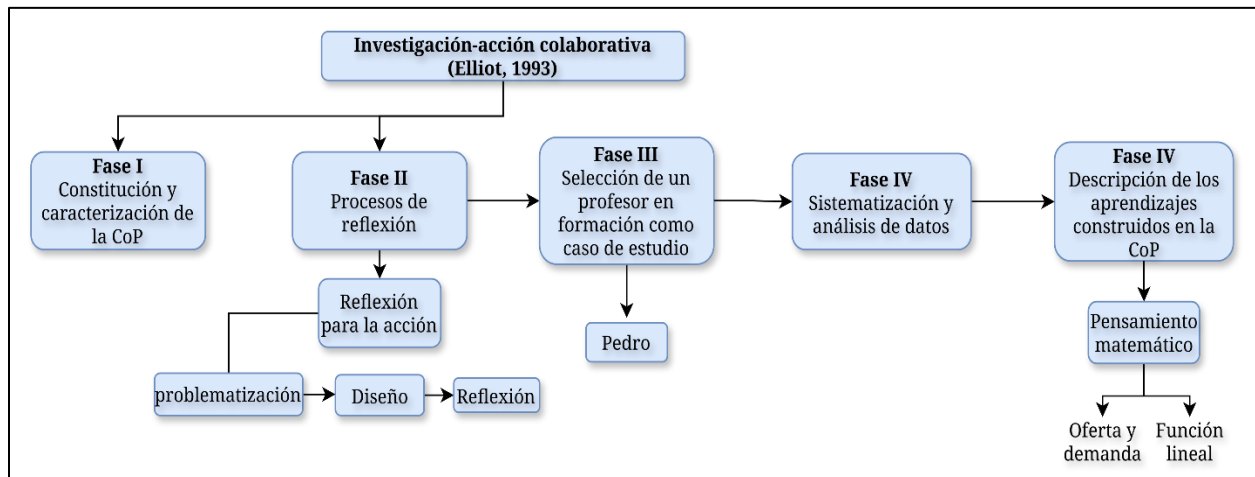 Investigación-acción colaborativa
(Elliot, 1993)
Fase I
Constitución y
caracterización de
la CoP
Fase II
Procesos de
reflexión
Fase III
Selección de un
profesor en
formación como
caso de estudio
Fase IV
Sistematización y
análisis de datos
Fase IV
Descripción de los
aprendizajes
construidos en la
CoP
Reflexión
para la acción
problematización
Diseño
Reflexión
Pedro
Pensamiento
matemático
Oferta y
demanda
Función
lineal